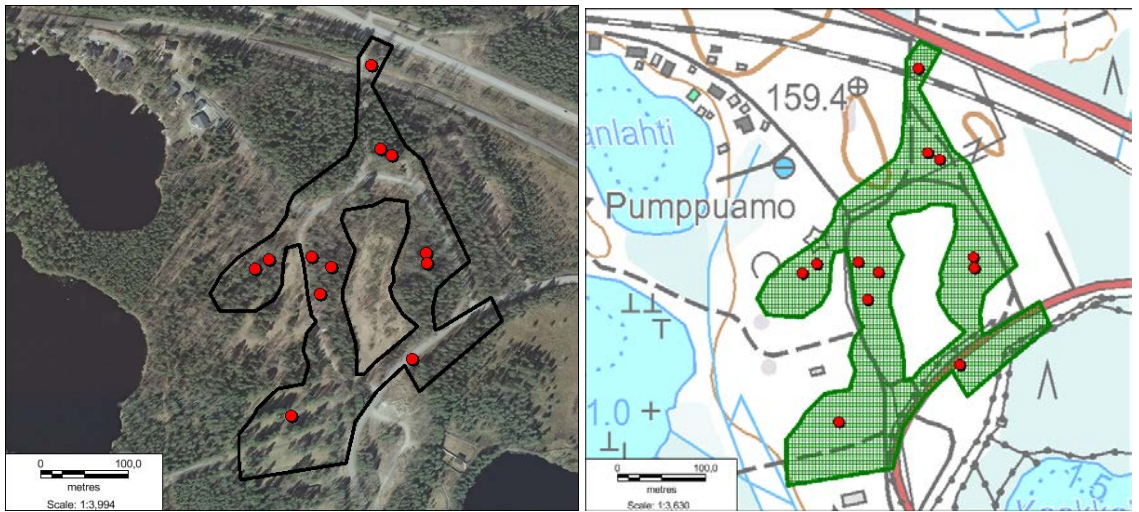 0 100,0
metres
Scale: 1:3,994
159.4
anlahti
Pumppuamo
1.0
1.5
0 100,0
metres
Scale: 1:3,630